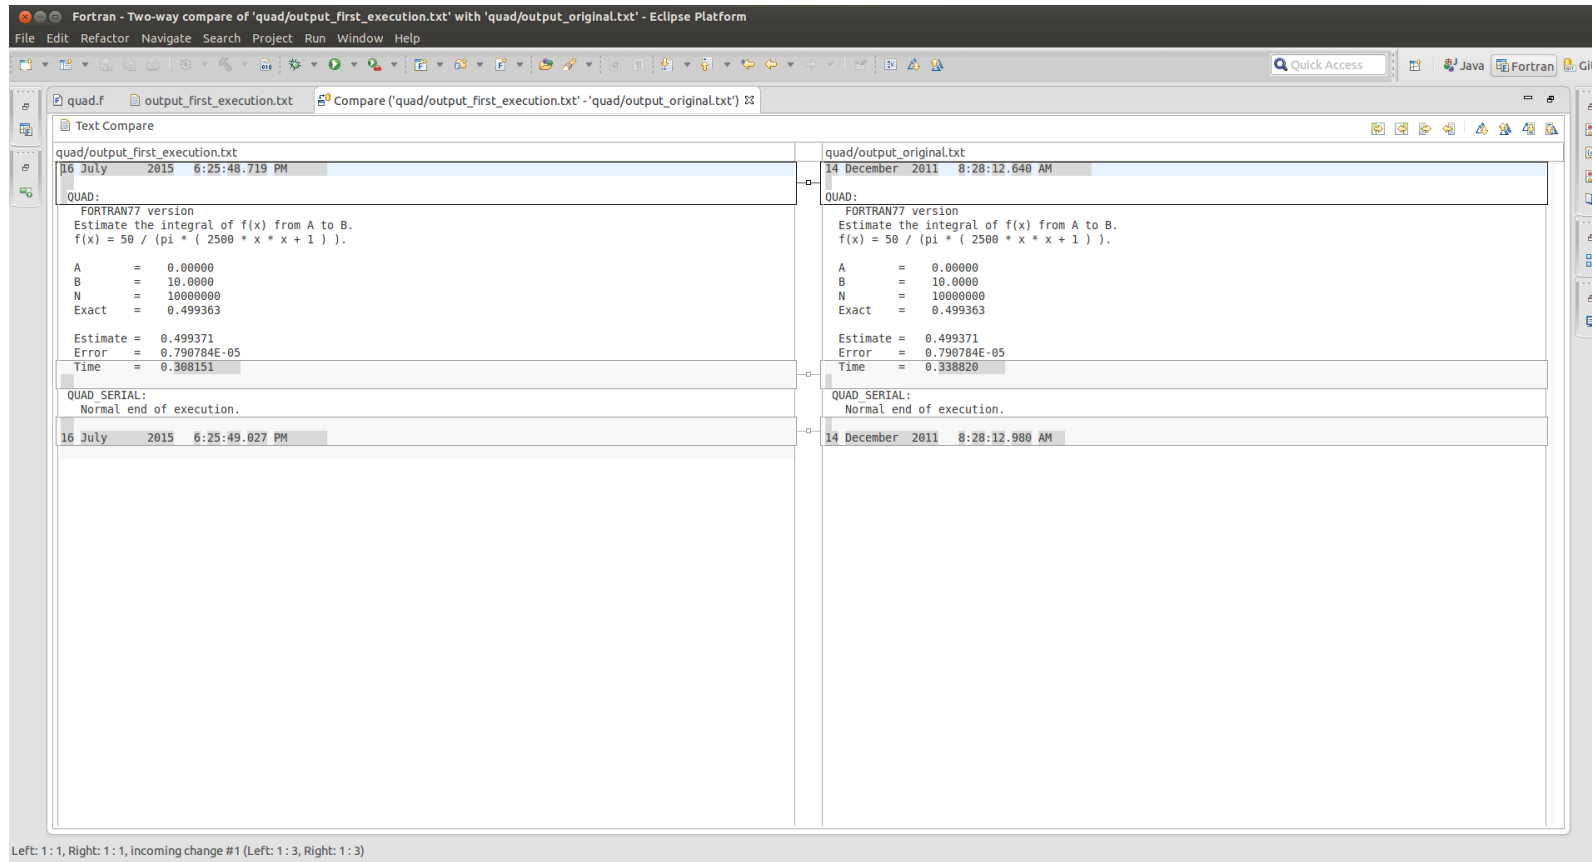 Fortran - Two-way compare of 'quad/output_first_execution.txt' with 'quad/output_original.txt' - Eclipse Platform
File Edit Refactor Navigate Search Project Run Window Help
Quick Access Java Fortran Git
quad.f output_first_execution.txt Compare ('quad/output_first_execution.txt' - 'quad/output_original.txt')
Text Compare
quad/output_first_execution.txt
16 July      2015   6:25:48.719 PM
QUAD:
FORTRAN77 version
Estimate the integral of f(x) from A to B.
f(x) = 50 / (pi * ( 2500 * x * x + 1 ) ).
A        =    0.00000
B        =    10.0000
N        =    10000000
Exact    =    0.499363
Estimate =   0.499371
Error    =   0.790784E-05
Time     =   0.308151
QUAD_SERIAL:
Normal end of execution.
16 July      2015   6:25:49.027 PM
quad/output_original.txt
14 December  2011   8:28:12.640 AM
QUAD:
FORTRAN77 version
Estimate the integral of f(x) from A to B.
f(x) = 50 / (pi * ( 2500 * x * x + 1 ) ).
A        =    0.00000
B        =    10.0000
N        =    10000000
Exact    =    0.499363
Estimate =   0.499371
Error    =   0.790784E-05
Time     =   0.338820
QUAD_SERIAL:
Normal end of execution.
14 December  2011   8:28:12.980 AM
Left: 1 : 1, Right: 1 : 1, incoming change #1 (Left: 1 : 3, Right: 1 : 3)